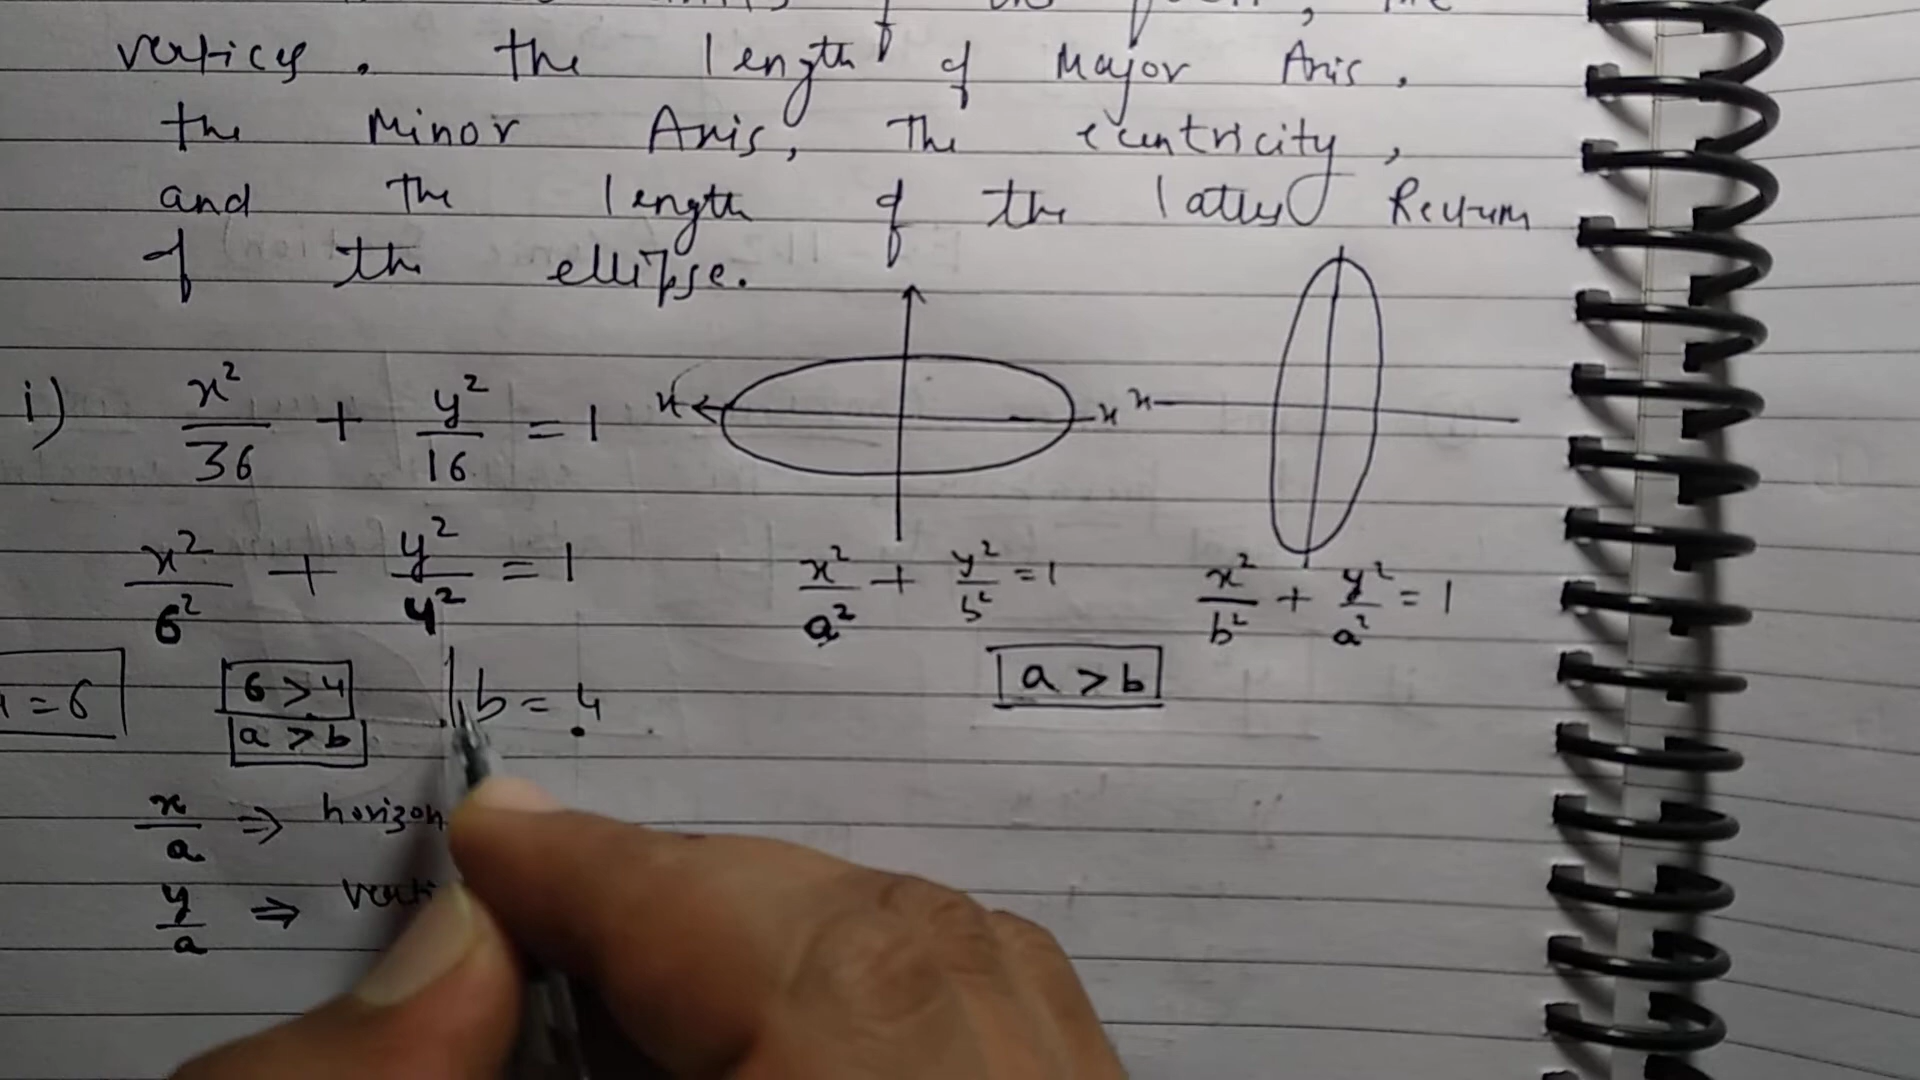 vertices. The length of Major Axis,
the Minor Axis, The eccentricity,
and The length of the latus Rectum
of the ellipse.
i) x²/36 + y²/16 = 1
x x
x
x²/6² + y²/4² = 1
x²/a² + y²/b² = 1
x²/b² + y²/a² = 1
= 6
6 > 4
a > b
b = 4
a > b
x/a ⇒ horizon
y/a ⇒ verti